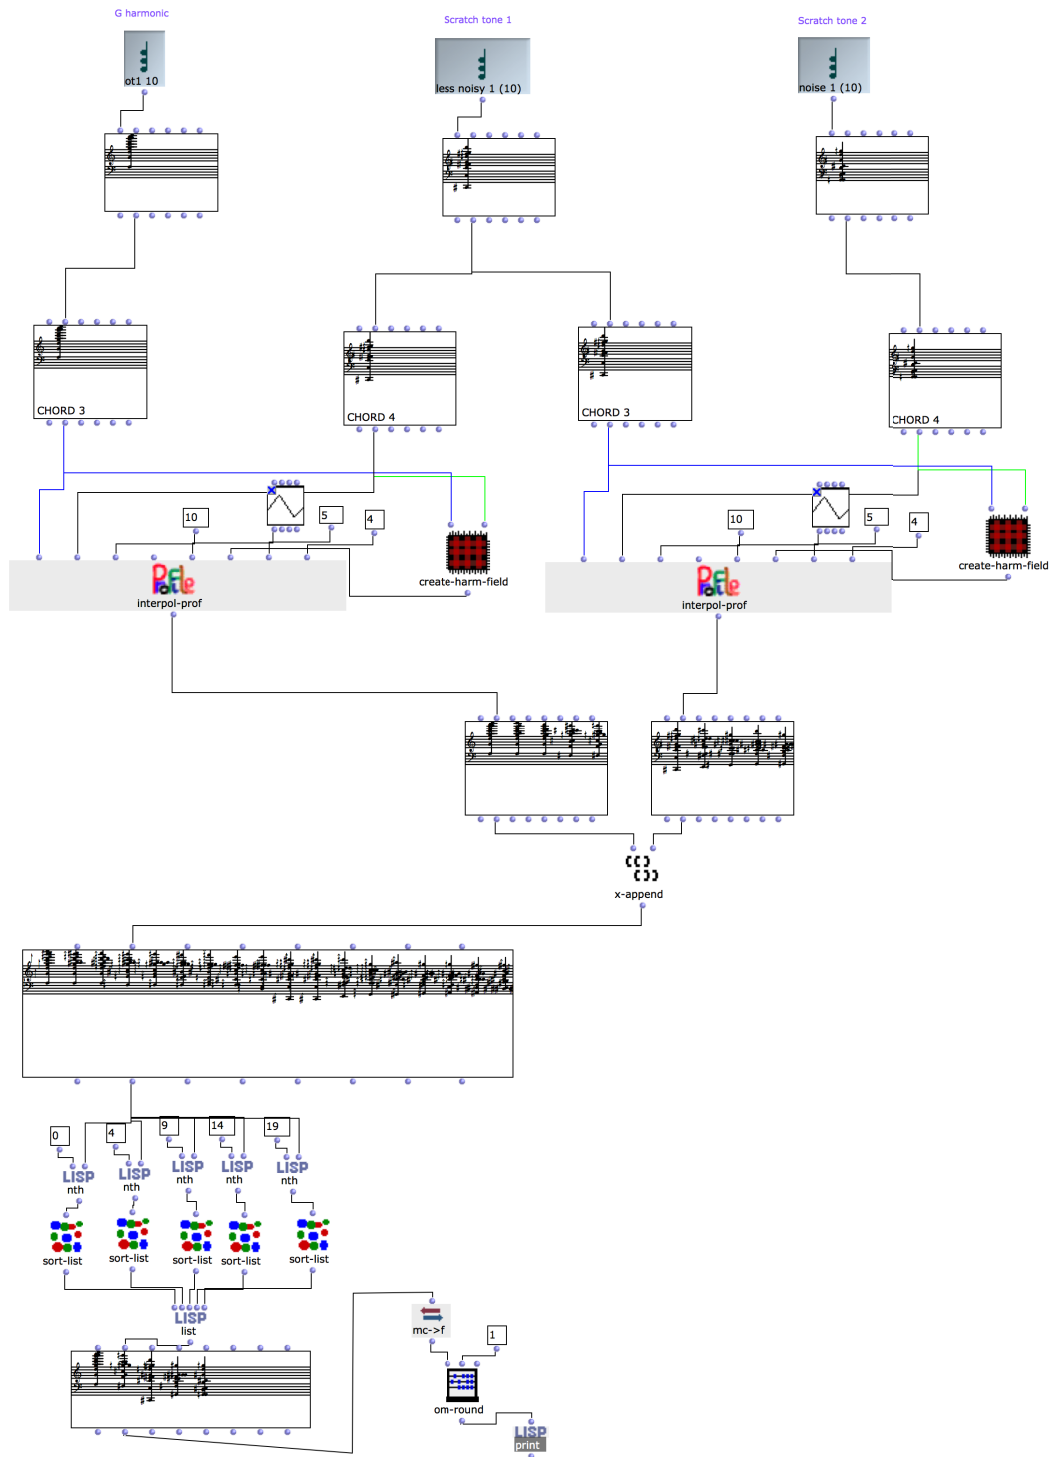 G harmonic
Scratch tone 1
Scratch tone 2
ot1 10
less noisy 1 (10)
noise 1 (10)
CHORD 3
CHORD 4
CHORD 3
CHORD 4
10
5
4
10
5
4
create-harm-field
create-harm-field
Profile
interpol-prof
Profile
interpol-prof
x-append
0
4
9
14
19
LISP
nth
LISP
nth
LISP
nth
LISP
nth
LISP
nth
sort-list
sort-list
sort-list
sort-list
sort-list
LISP
list
mc->f
1
om-round
LISP
print